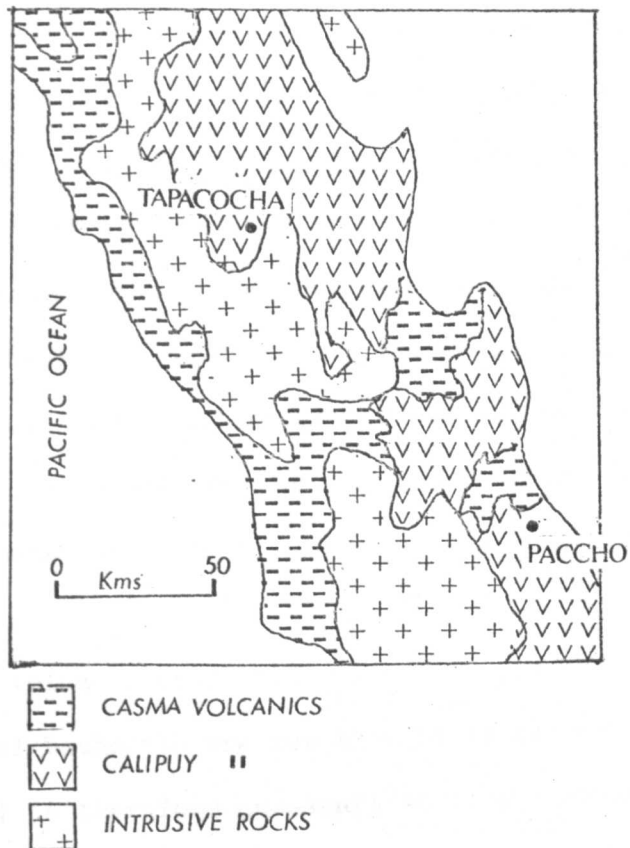 TAPACOCHA
PACIFIC OCEAN
0 Kms 50
PACCHO
CASMA VOLCANICS
CALIPUY "
INTRUSIVE ROCKS